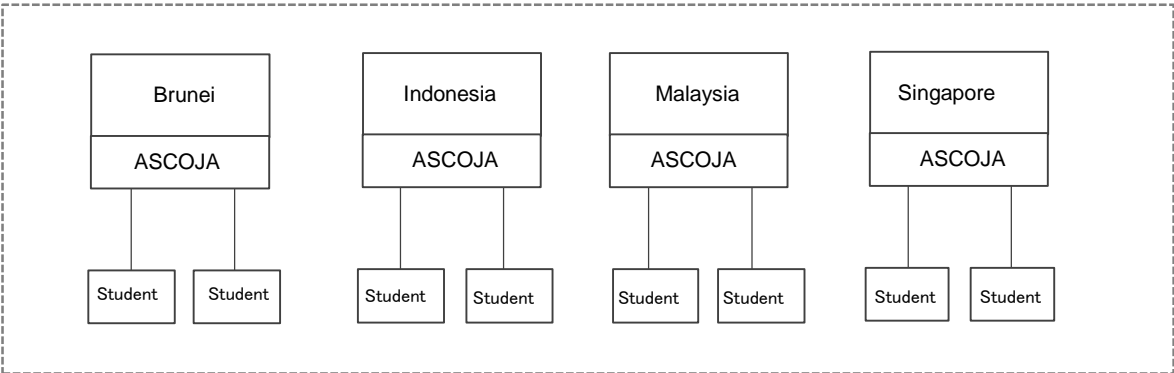 Brunei
Indonesia
Malaysia
Singapore
ASCOJA
ASCOJA
ASCOJA
ASCOJA
Student
Student
Student
Student
Student
Student
Student
Student